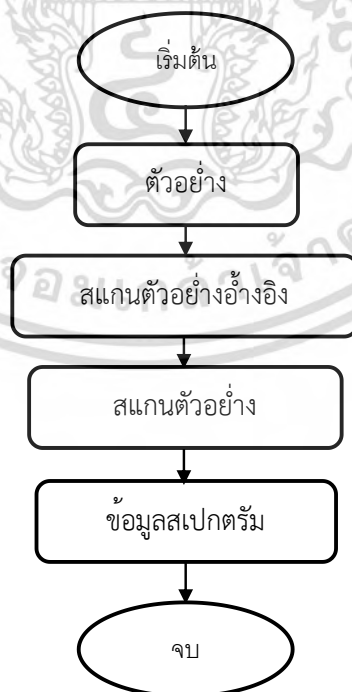 เริ่มต้น
ตัวอย่าง
สแกนตัวอย่างอ้างอิง
สแกนตัวอย่าง
ข้อมูลสเปกตรัม
จบ